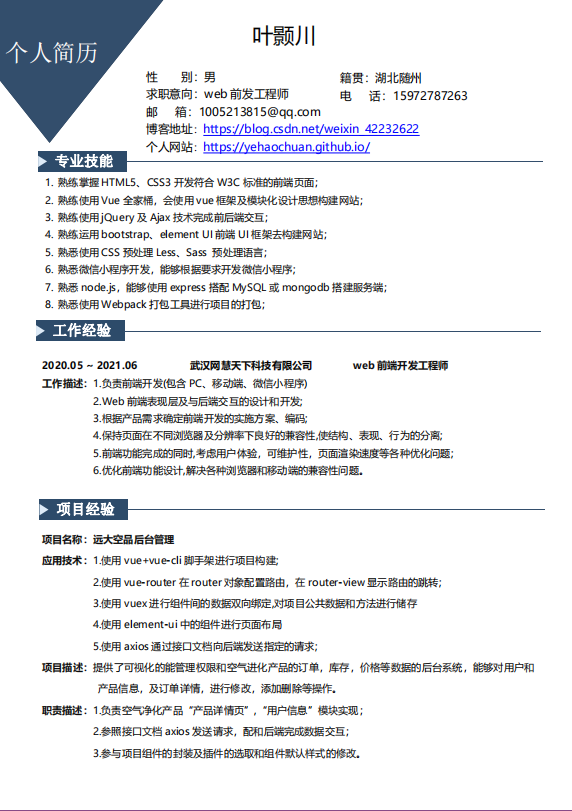 个人简历
叶颢川
性 别：男 籍贯：湖北随州
求职意向：web 前发工程师 电 话：15972787263
邮 箱：1005213815@qq.com
博客地址：https://blog.csdn.net/weixin_42232622
个人网站：https://yehaochuan.github.io/
专业技能
1. 熟练掌握 HTML5、CSS3 开发符合 W3C 标准的前端页面；
2. 熟练使用 Vue 全家桶，会使用 vue 框架及模块化设计思想构建网站；
3. 熟练使用 jQuery 及 Ajax 技术完成前后端交互；
4. 熟练运用 bootstrap、element UI 前端 UI 框架去构建网站；
5. 熟悉使用 CSS 预处理 Less、Sass 预处理语言；
6. 熟悉微信小程序开发，能够根据要求开发微信小程序；
7. 熟悉 node.js，能够使用 express 搭配 MySQL 或 mongodb 搭建服务端；
8. 熟悉使用 Webpack 打包工具进行项目的打包；
工作经验
2020.05 ~ 2021.06 武汉网慧天下科技有限公司 web 前端开发工程师
工作描述：1.负责前端开发(包含 PC、移动端、微信小程序)
2.Web 前端表现层及与后端交互的设计和开发;
3.根产品需求确定前端开发的实施方案、编码;
4.保持页面在不同浏览器及分辨率下良好的兼容性,使结构、表现、行为的分离;
5.前端功能完成的同时,考虑用户体验，可维护性，页面渲染速度等各种优化问题;
6.优化前端功能设计,解决各种浏览器和移动端的兼容性问题。
项目经验
项目名称：远大空品后台管理
应用技术：1.使用 vue+vue-cli 脚手架进行项目构建;
2.使用 vue-router 在 router 对象配置路由，在 router-view 显示路由的跳转;
3.使用 vuex 进行组件间的数据双向绑定,对项目公共数据和方法进行储存
4.使用 element-ui 中的组件进行页面布局
5.使用 axios 通过接口文档向后端发送指定的请求;
项目描述：提供了可视化的能管理权限和空气进化产品的订单，库存，价格等数据的后台系统，能够对用户和
产品信息，及订单详情，进行修改，添加删除等操作。
职责描述：1.负责空气净化产品“产品详情页”，“用户信息”模块实现；
2.参照接口文档 axios 发送请求，配和后端完成数据交互；
3.参与项目组件的封装及插件的选取和组件默认样式的修改。